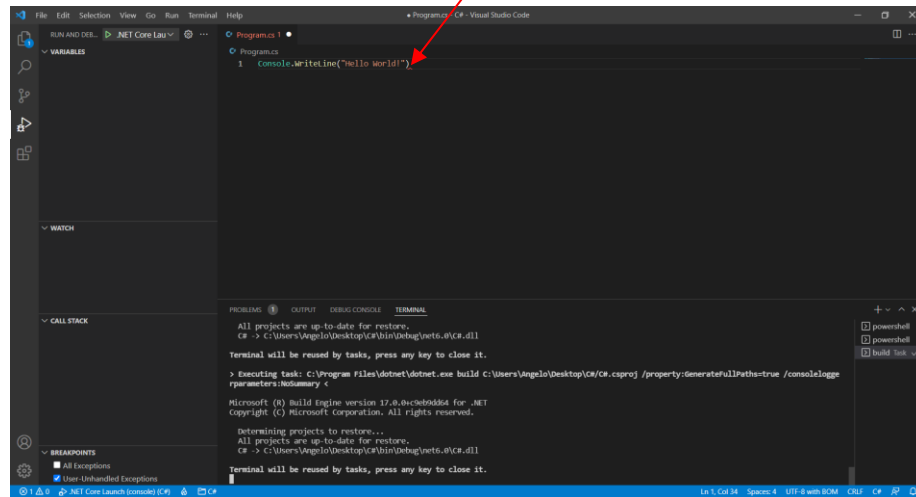 File Edit Selection View Go Run Terminal Help
● Program.cs - C# - Visual Studio Code
RUN AND DEB... .NET Core Lau
Program.cs 1 ●
VARIABLES
Program.cs
1 Console.WriteLine("Hello World!")
WATCH
CALL STACK
BREAKPOINTS
All Exceptions
User-Unhandled Exceptions
PROBLEMS 1 OUTPUT DEBUG CONSOLE TERMINAL
All projects are up-to-date for restore.
C# -> C:\Users\Angelo\Desktop\C#\bin\Debug\net6.0\C#.dll
Terminal will be reused by tasks, press any key to close it.
> Executing task: C:\Program Files\dotnet\dotnet.exe build C:\Users\Angelo\Desktop\C#/C#.csproj /property:GenerateFullPaths=true /consolelogge
rparameters:NoSummary <
Microsoft (R) Build Engine version 17.0.0+c9eb9dd64 for .NET
Copyright (C) Microsoft Corporation. All rights reserved.
Determining projects to restore...
All projects are up-to-date for restore.
C# -> C:\Users\Angelo\Desktop\C#\bin\Debug\net6.0\C#.dll
Terminal will be reused by tasks, press any key to close it.
powershell
powershell
build Task
1 0 .NET Core Launch (console) (C#) C#
Ln 1, Col 34 Spaces: 4 UTF-8 with BOM CRLF C#